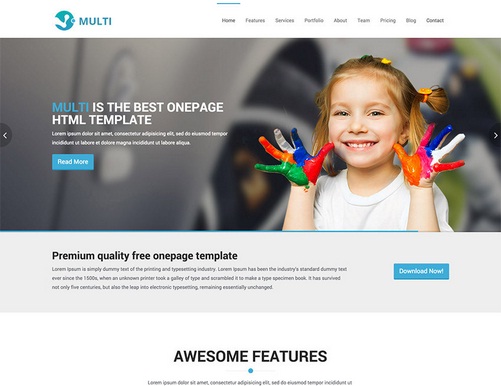 MULTI
Home Features Services Portfolio About Team Pricing Blog Contact
MULTI IS THE BEST ONEPAGE
HTML TEMPLATE
Lorem ipsum dolor sit amet, consectetur adipisicing elit, sed do eiusmod tempor
incididunt ut labore et dolore magna incididunt ut labore aliqua.
Read More
Premium quality free onepage template
Lorem Ipsum is simply dummy text of the printing and typesetting industry. Lorem Ipsum has been the industry's standard dummy text
ever since the 1500s, when an unknown printer took a galley of type and scrambled it to make a type specimen book. It has survived
not only five centuries, but also the leap into electronic typesetting, remaining essentially unchanged.
Download Now!
AWESOME FEATURES
Lorem ipsum dolor sit amet, consectetur adipisicing elit, sed do eiusmod tempor incididunt ut